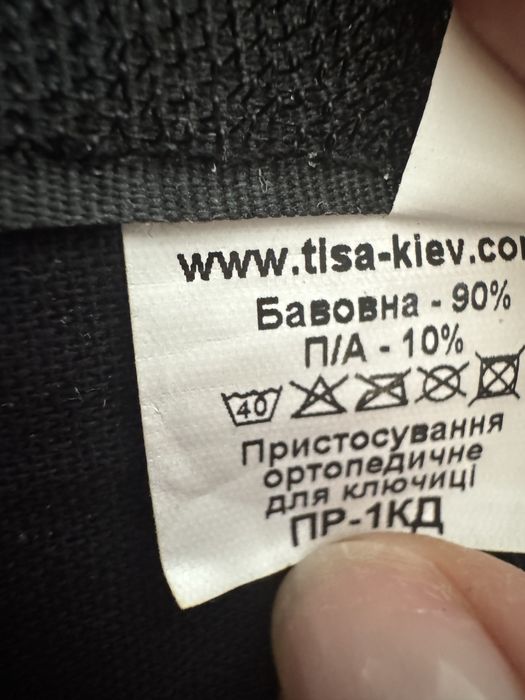 www.tisa-kiev.com
Бавовна - 90%
П/А - 10%
40
Пристосування
ортопедичне
для ключиці
ПР-1КД